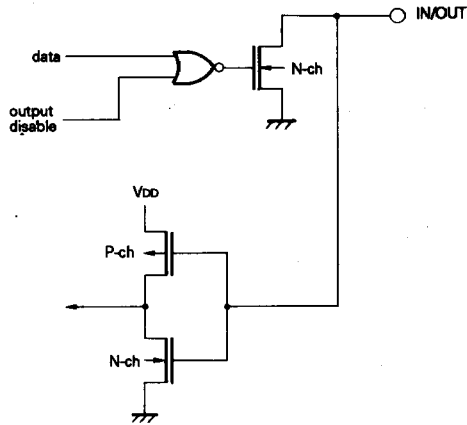 IN/OUT
data
N-ch
output
disable
VDD
P-ch
N-ch